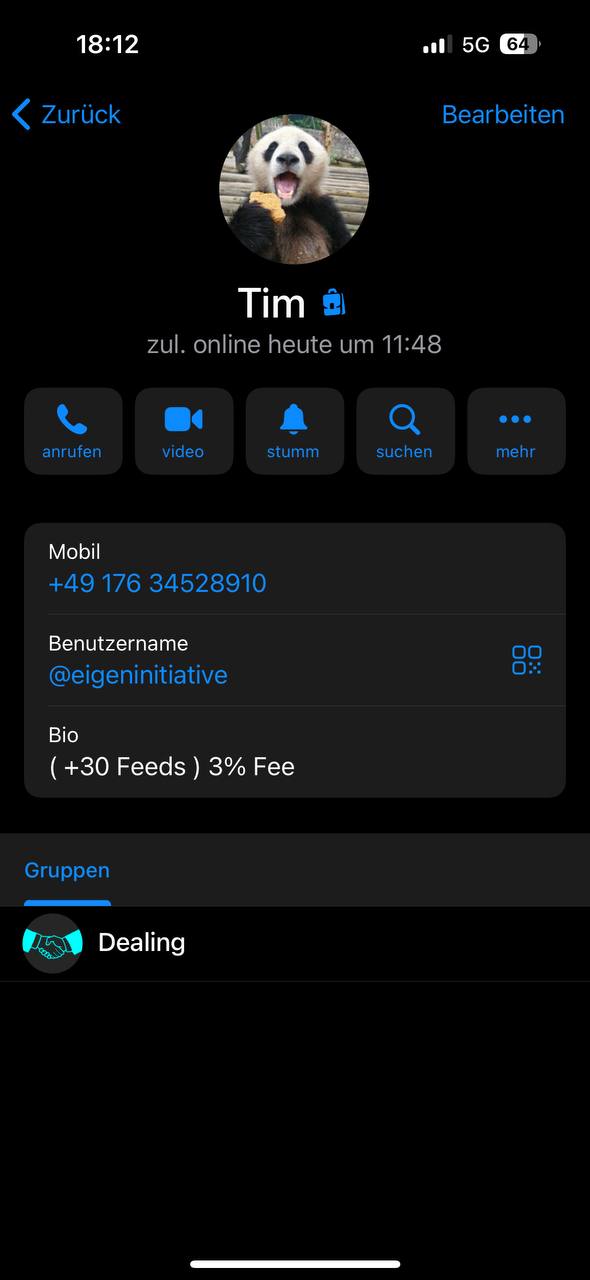 18:12
5G
64
Zurück
Bearbeiten
Tim
zul. online heute um 11:48
anrufen
video
stumm
suchen
mehr
Mobil
+49 176 34528910
Benutzername
@eigeninitiative
Bio
( +30 Feeds ) 3% Fee
Gruppen
Dealing